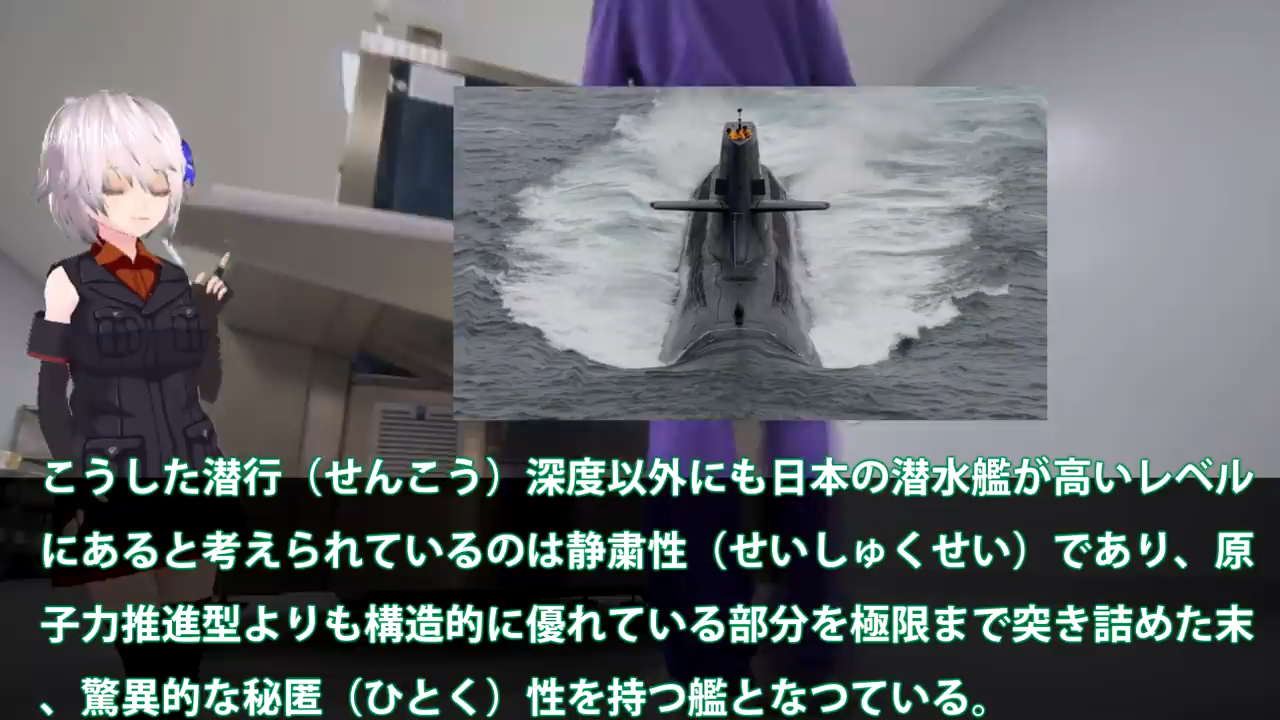 こうした潜行（せんこう）深度以外にも日本の潜水艦が高いレベル
にあると考えられているのは静粛性（せいしゅくせい）であり、原
子力推進型よりも構造的に優れている部分を極限まで突き詰めた末
、驚異的な秘匿（ひとく）性を持つ艦となつている。